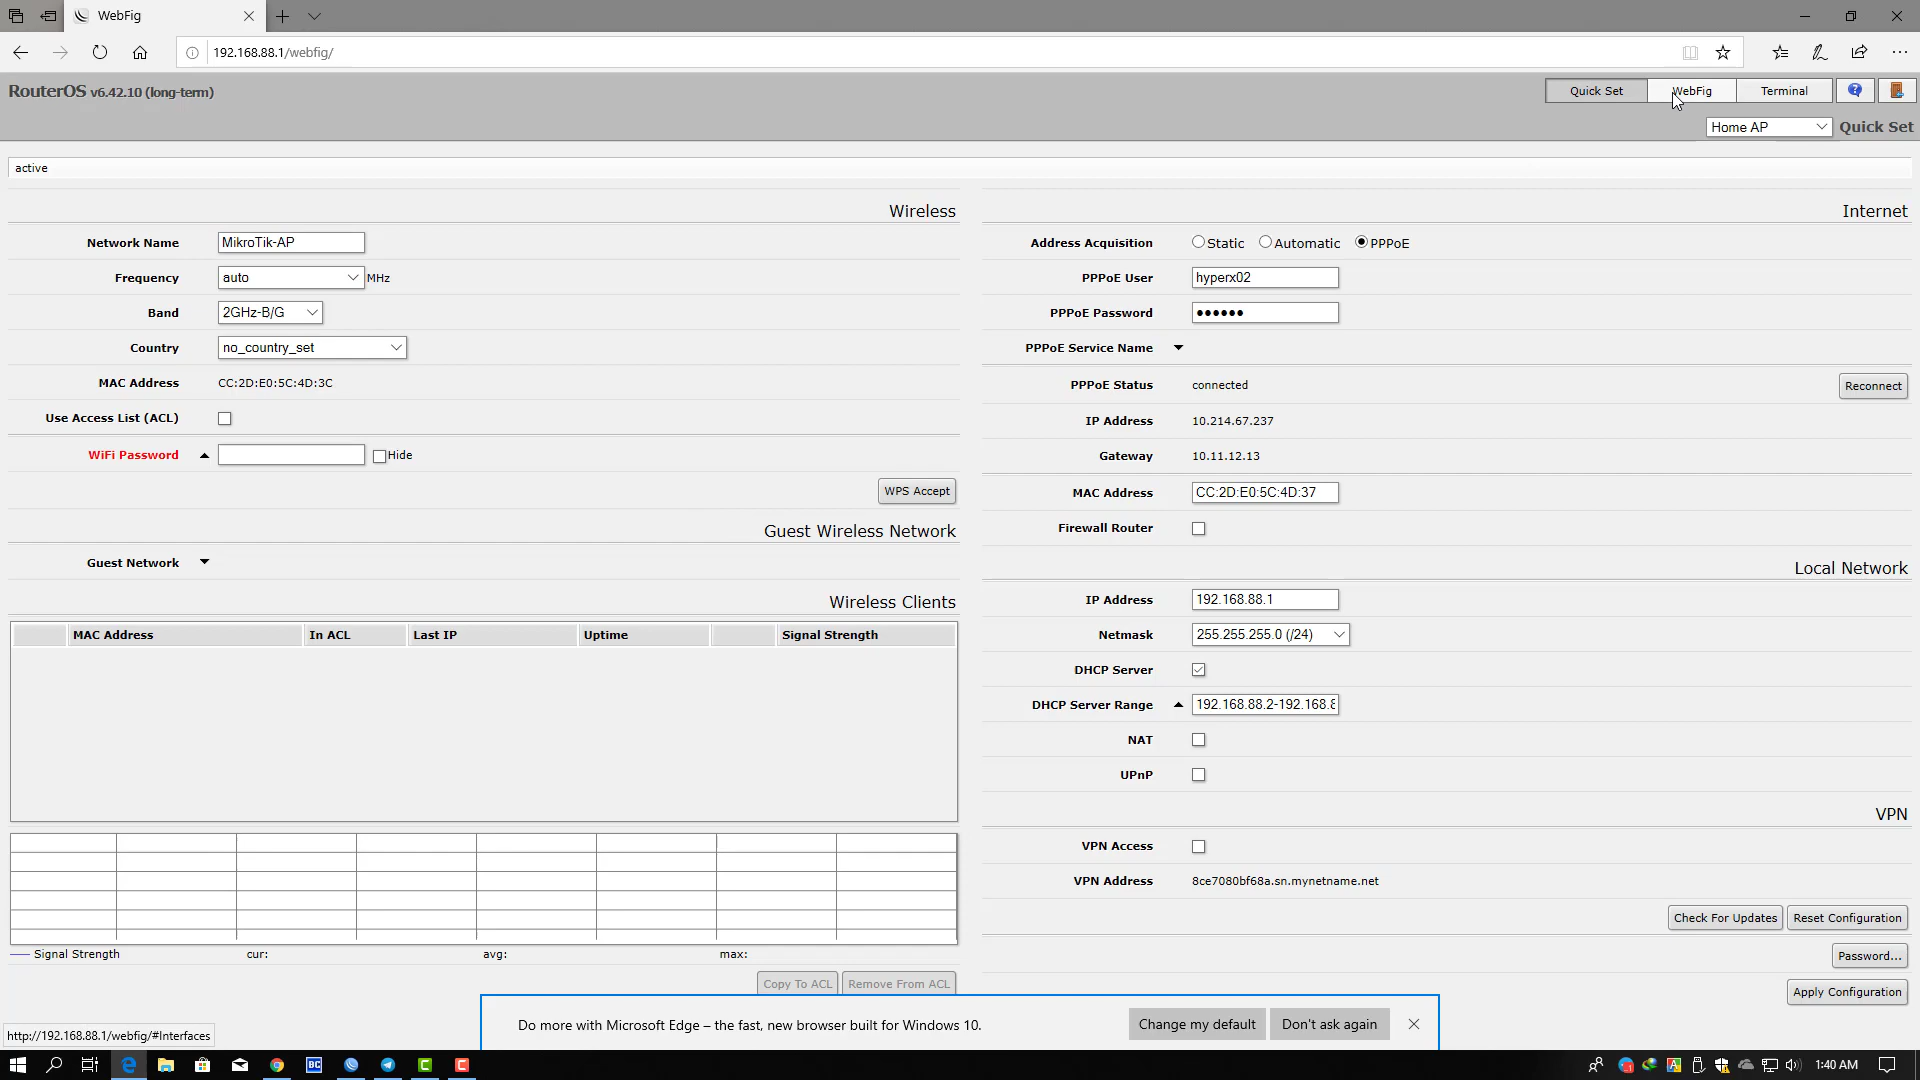 WebFig
192.168.88.1/webfig/
RouterOS v6.42.10 (long-term)
Quick Set WebFig Terminal
Home AP Quick Set
active
Wireless
Network Name MikroTik-AP
Frequency auto MHz
Band 2GHz-B/G
Country no_country_set
MAC Address CC:2D:E0:5C:4D:3C
Use Access List (ACL)
WiFi Password Hide
WPS Accept
Guest Wireless Network
Guest Network
Wireless Clients
MAC Address In ACL Last IP Uptime Signal Strength
Signal Strength cur: avg: max:
Copy To ACL Remove From ACL
Internet
Address Acquisition Static Automatic PPPoE
PPPoE User hyperx02
PPPoE Password ••••••
PPPoE Service Name
PPPoE Status connected Reconnect
IP Address 10.214.67.237
Gateway 10.11.12.13
MAC Address CC:2D:E0:5C:4D:37
Firewall Router
Local Network
IP Address 192.168.88.1
Netmask 255.255.255.0 (/24)
DHCP Server
DHCP Server Range 192.168.88.2-192.168.8
NAT
UPnP
VPN
VPN Access
VPN Address 8ce7080bf68a.sn.mynetname.net
Check For Updates Reset Configuration
Password...
Apply Configuration
Do more with Microsoft Edge – the fast, new browser built for Windows 10. Change my default Don't ask again
http://192.168.88.1/webfig/#Interfaces
BC C C A 1:40 AM